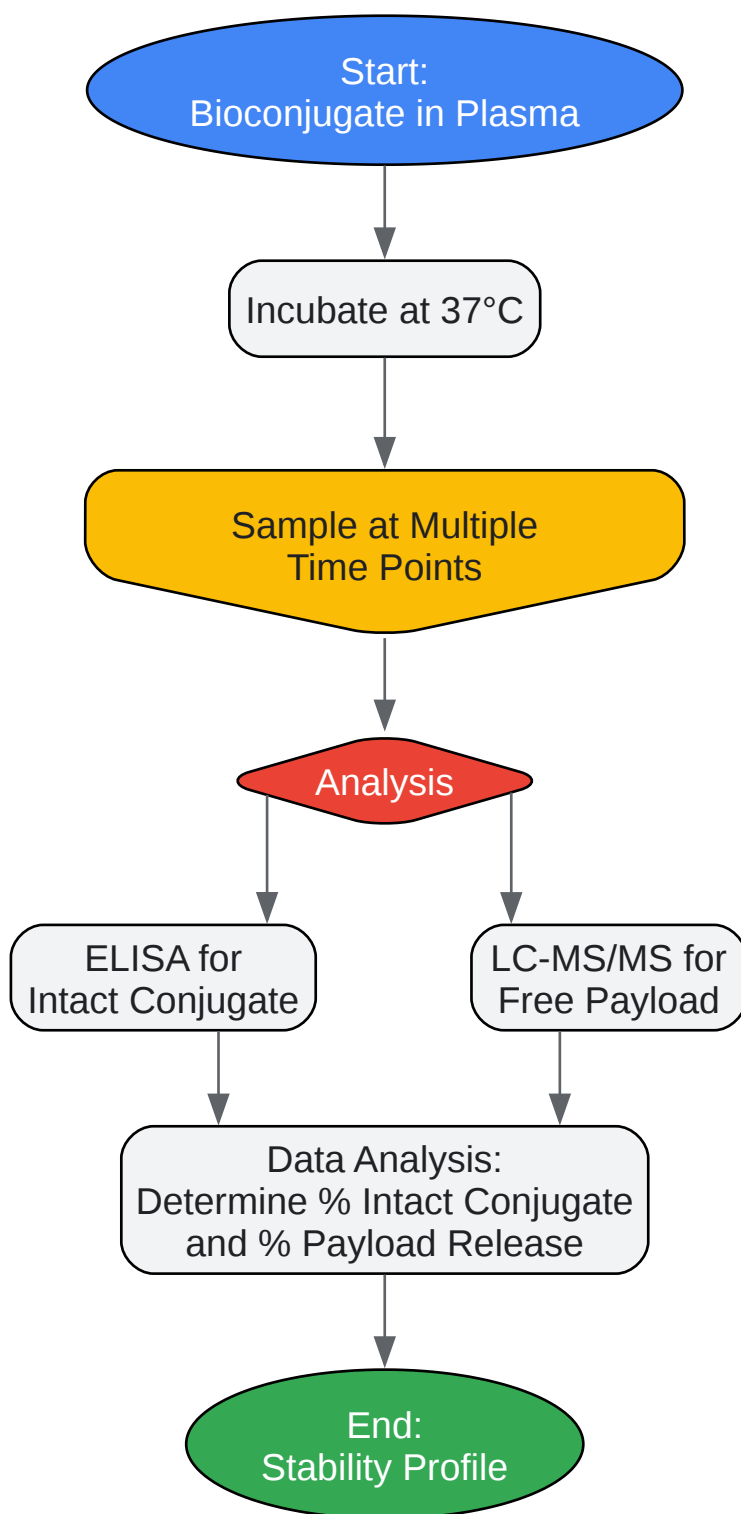 Start:
Bioconjugate in Plasma
Incubate at 37°C
Sample at Multiple
Time Points
Analysis
ELISA for
Intact Conjugate
LC-MS/MS for
Free Payload
Data Analysis:
Determine % Intact Conjugate
and % Payload Release
End:
Stability Profile